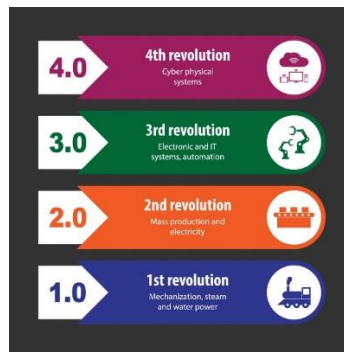 4.0
4th revolution
Cyber physical
systems
3.0
3rd revolution
Electronic and IT
systems, automation
2.0
2nd revolution
Mass production and
electricity
1.0
1st revolution
Mechanization, steam
and water power